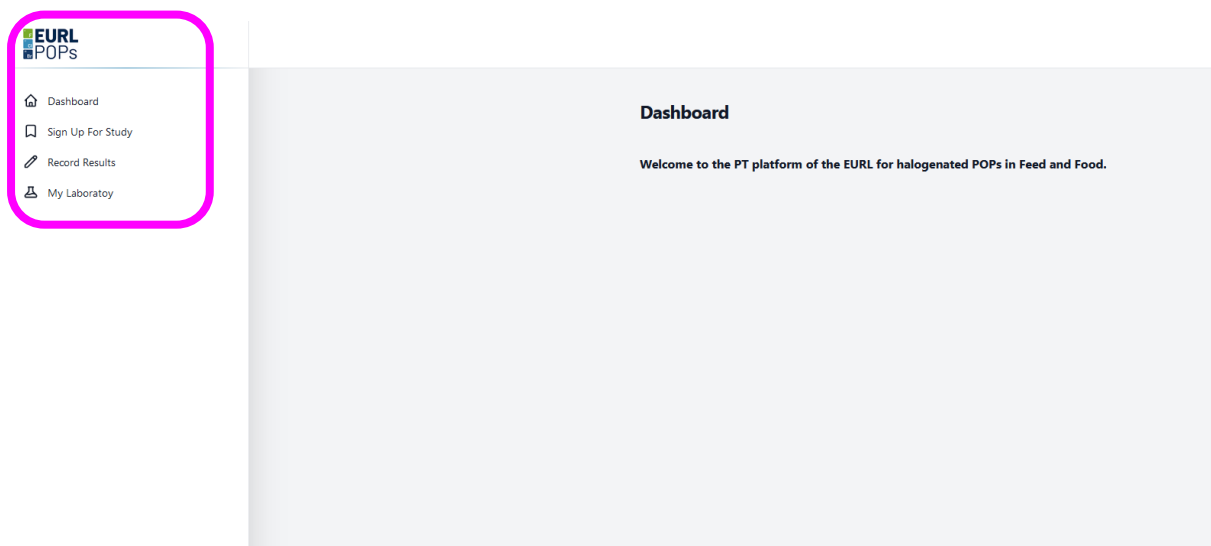 EURL
POPs
Dashboard
Sign Up For Study
Record Results
My Laboratoy
Dashboard
Welcome to the PT platform of the EURL for halogenated POPs in Feed and Food.